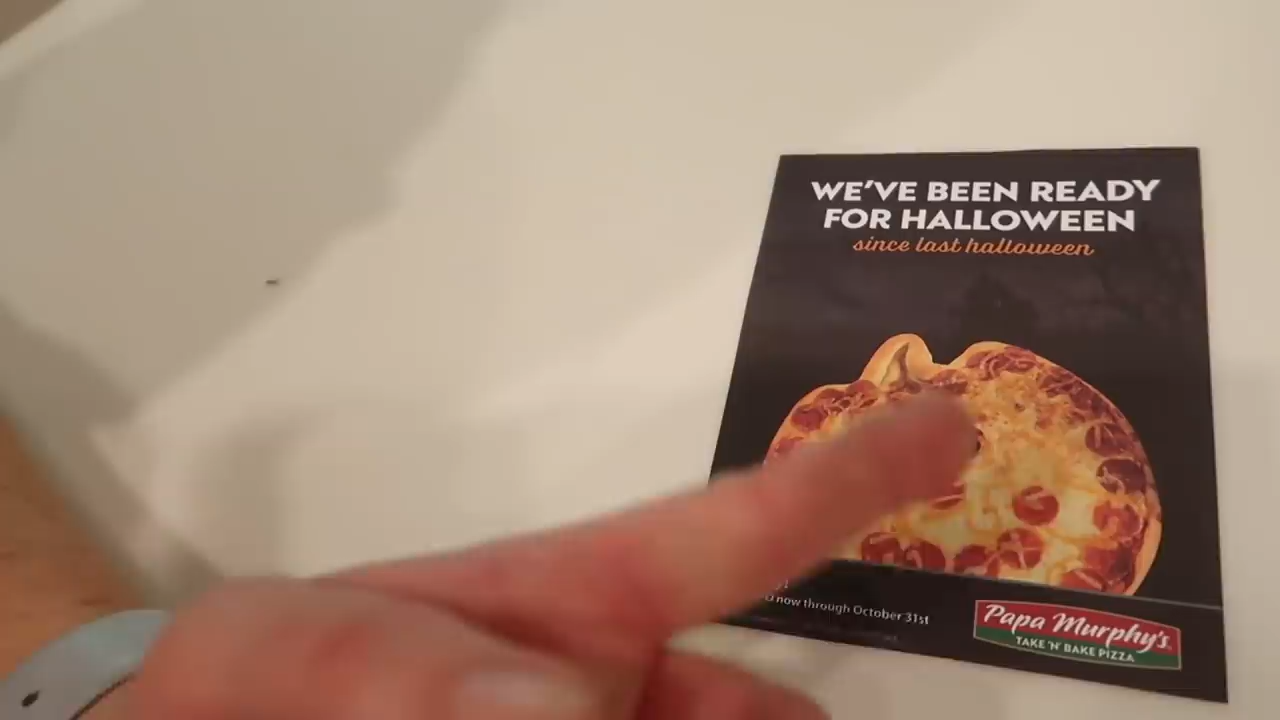 WE'VE BEEN READY
FOR HALLOWEEN
since last halloween
now through October 31st
Papa Murphy's
TAKE 'N' BAKE PIZZA